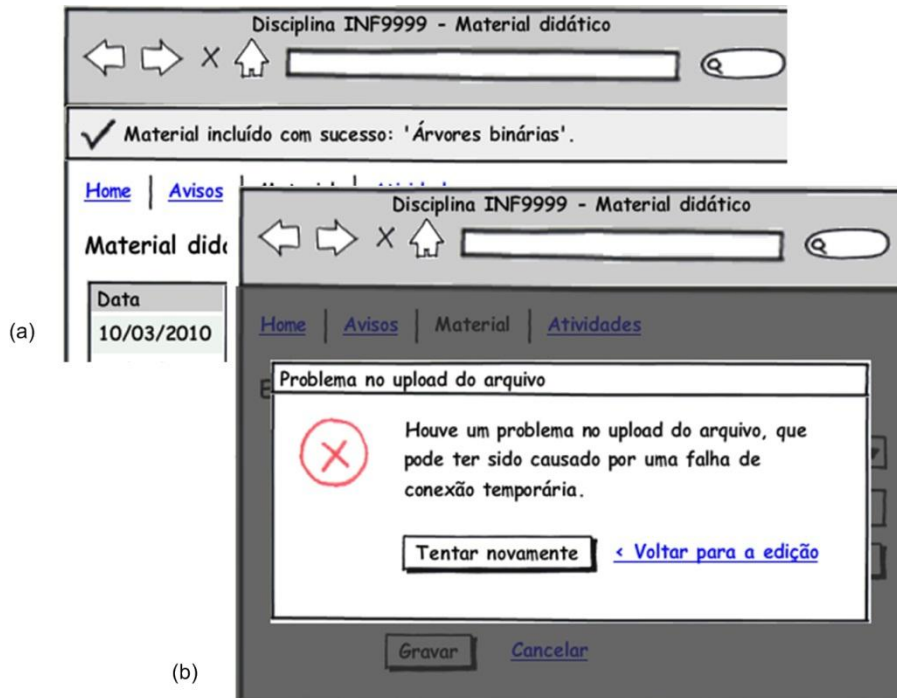 Disciplina INF9999 - Material didático
Material incluído com sucesso: 'Árvores binárias'.
Home Avisos
Material
Data
10/03/2010
(a)
Disciplina INF9999 - Material didático
Home Avisos Material Atividades
Problema no upload do arquivo
Houve um problema no upload do arquivo, que
pode ter sido causado por uma falha de
conexão temporária.
Tentar novamente < Voltar para a edição
Gravar Cancelar
(b)